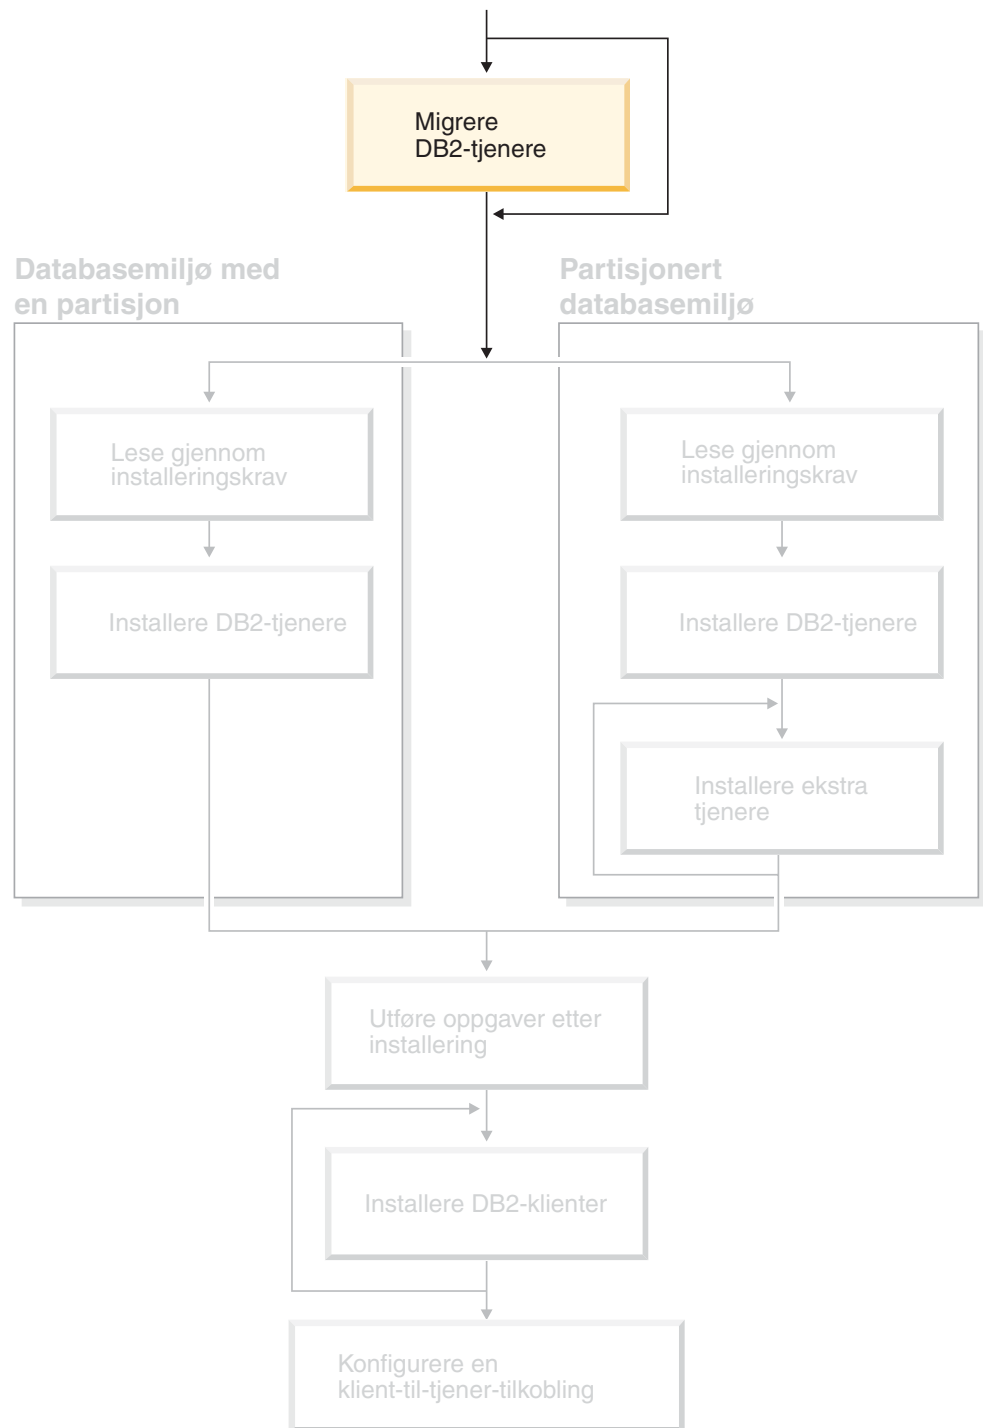 Migrere
DB2-tjenere
Databasemiljø med
en partisjon
Lese gjennom
installeringskrav
Installere DB2-tjenere
Partisjonert
databasemiljø
Lese gjennom
installeringskrav
Installere DB2-tjenere
Installere ekstra
tjenere
Utføre oppgaver etter
installering
Installere DB2-klienter
Konfigurere en
klient-til-tjener-tilkobling